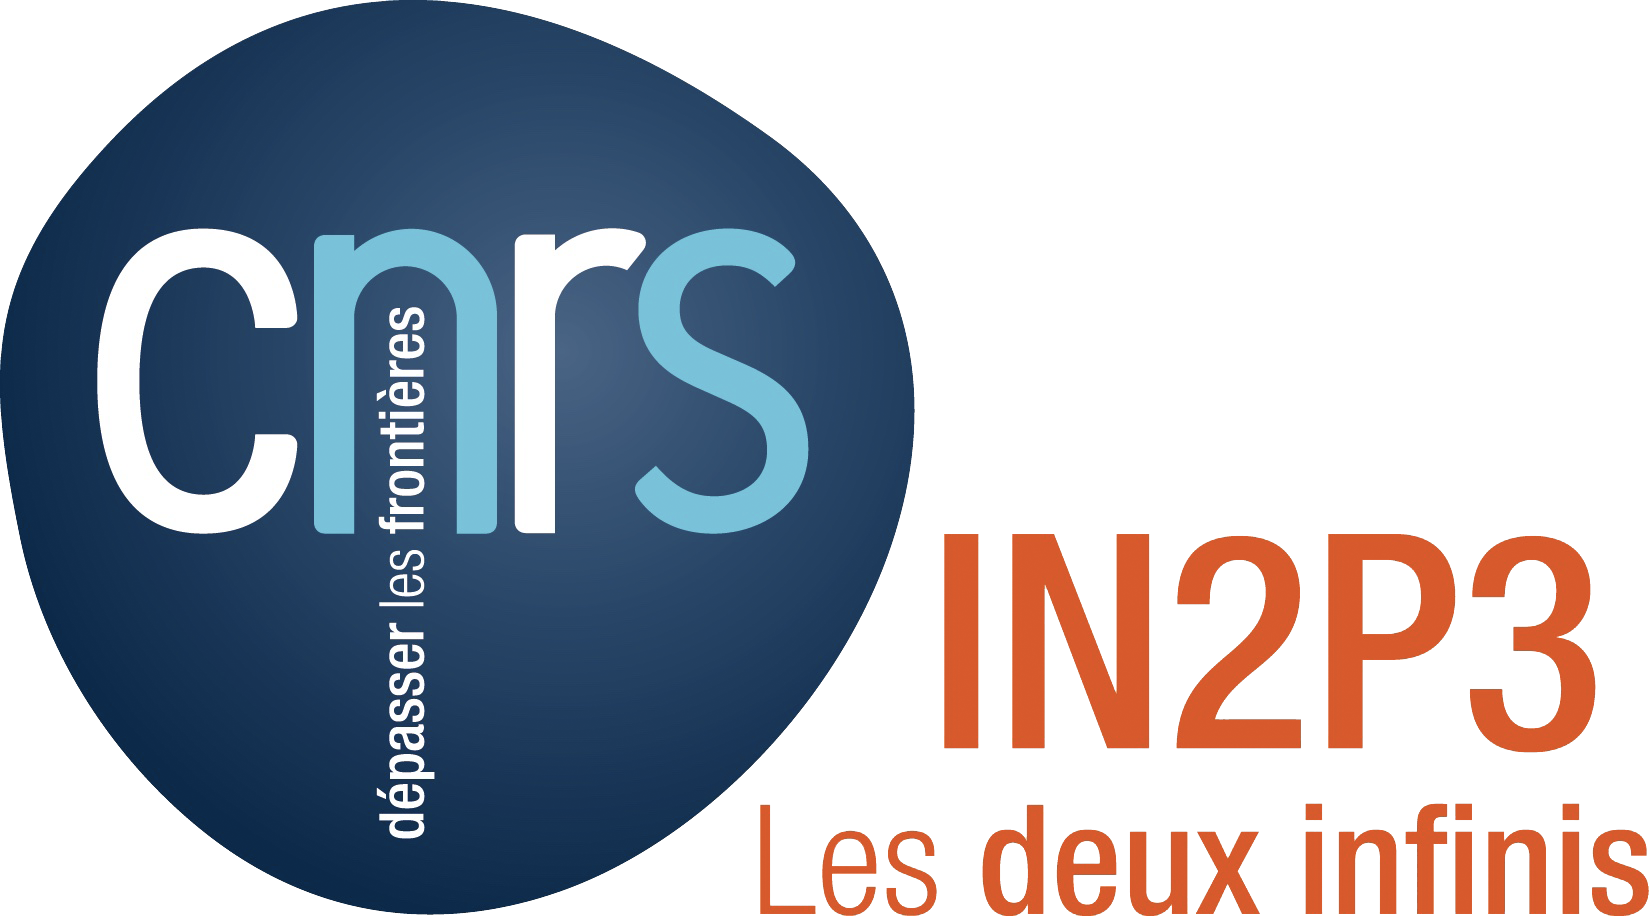 cnrs
dépasser les frontières
IN2P3
Les deux infinis